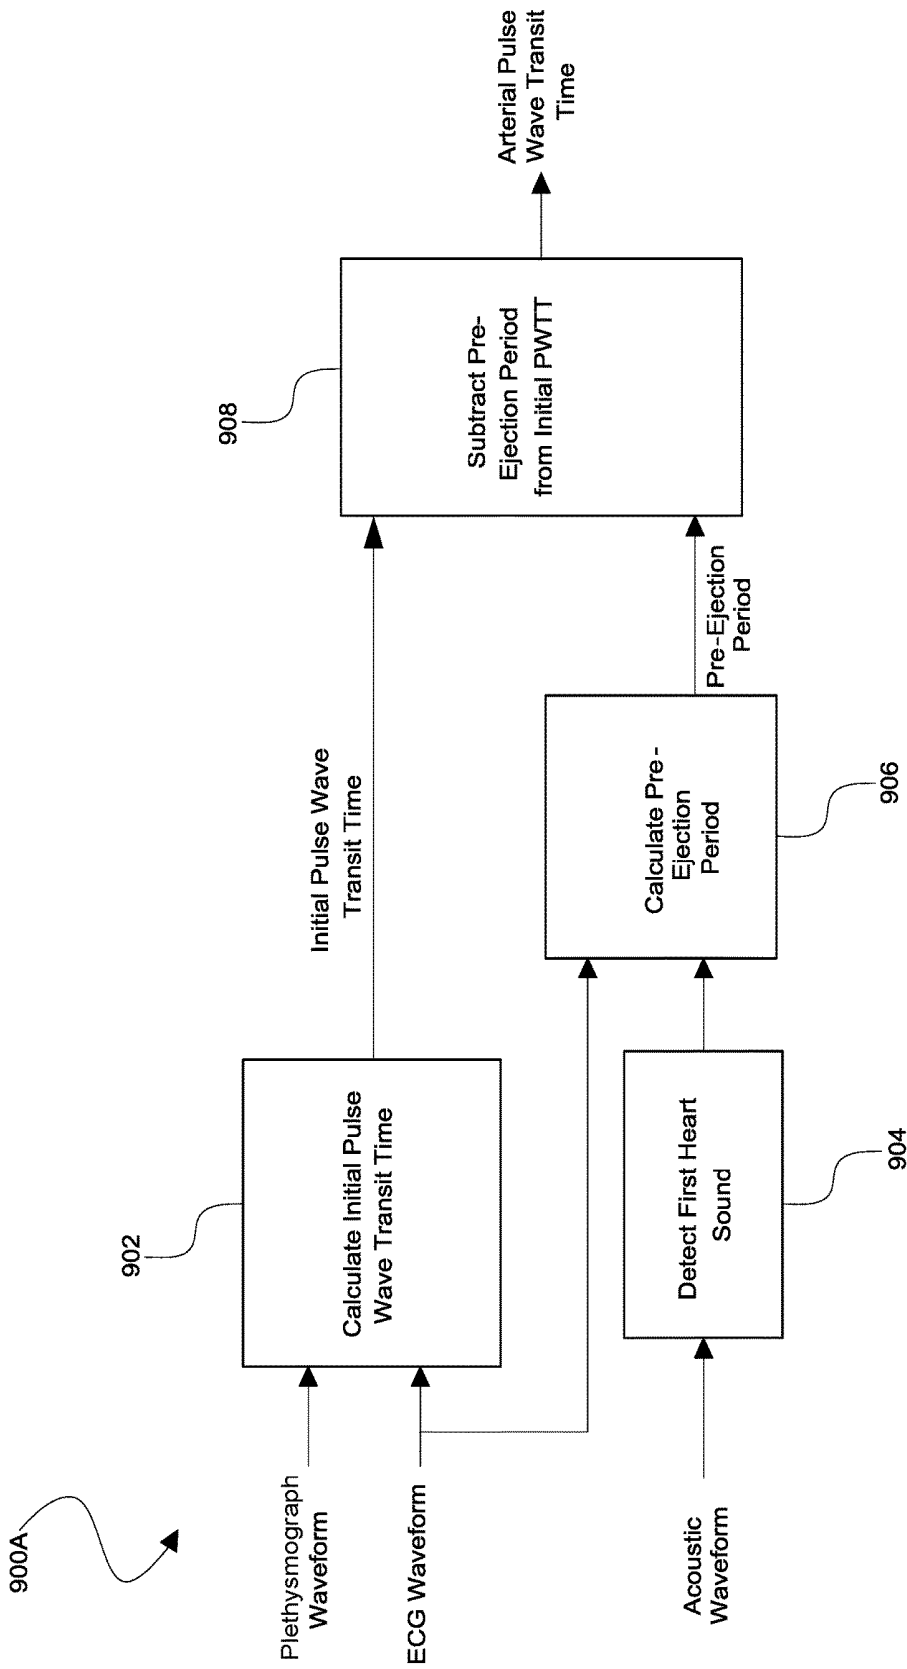 900A
Plethysmograph
Waveform
ECG Waveform
Acoustic
Waveform
902
Calculate Initial Pulse
Wave Transit Time
Detect First Heart
Sound
904
Initial Pulse Wave
Transit Time
Calculate Pre-
Ejection
Period
906
Pre-Ejection
Period
908
Subtract Pre-
Ejection Period
from Initial PWTT
Arterial Pulse
Wave Transit
Time